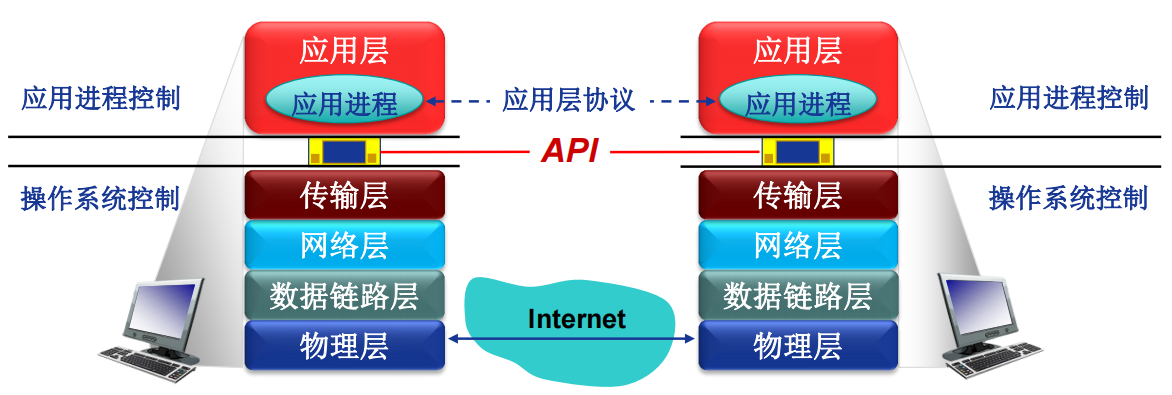 应用层
应用层
应用进程控制
应用进程
应用层协议
应用进程
应用进程控制
API
操作系统控制
传输层
传输层
操作系统控制
网络层
网络层
数据链路层
数据链路层
Internet
物理层
物理层